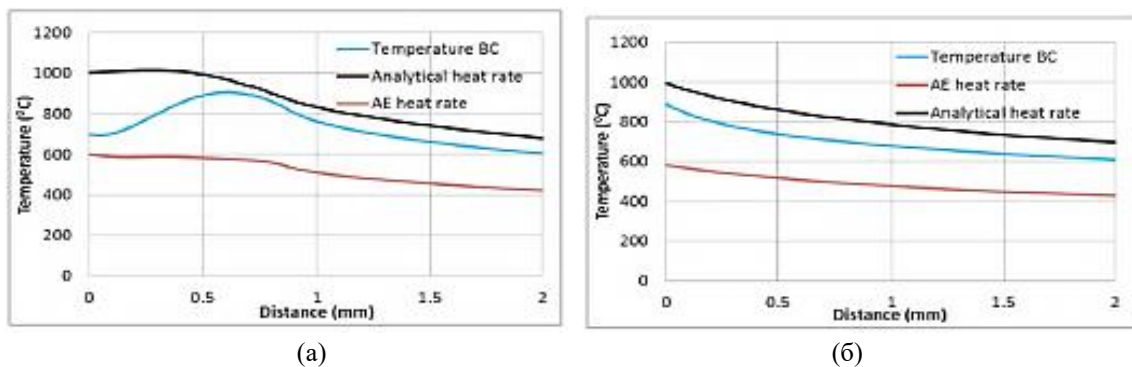 1200
1000
800
600
400
200
0
Temperature (⁰C)
Temperature BC
Analytical heat rate
AE heat rate
0 0.5 1 1.5 2
Distance (mm)
(а)
1200
1000
800
600
400
200
0
Temperature (⁰C)
Temperature BC
AE heat rate
Analytical heat rate
0 0.5 1 1.5 2
Distance (mm)
(б)